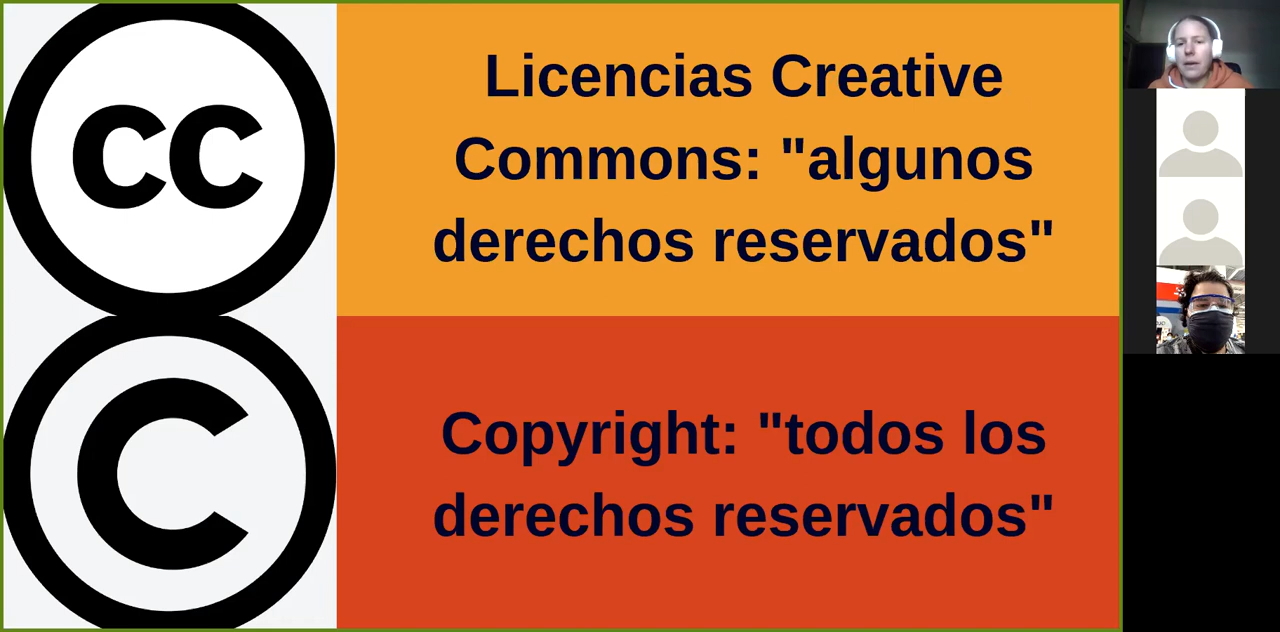 cc
Licencias Creative
Commons: "algunos
derechos reservados"
C
Copyright: "todos los
derechos reservados"